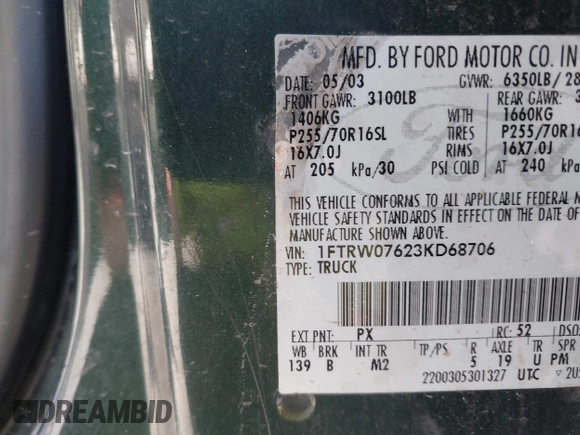 MFD. BY FORD MOTOR CO. IN
DATE: 05/03 GVWR: 6350LB/ 28
FRONT GAWR: 3100LB REAR GAWR: 3
1406KG WITH 1660KG
P255/70R16SL TIRES P255/70R16
16X7.0J RIMS 16X7.0J
AT 205 kPa/30 PSI COLD AT 240 kPa/
THIS VEHICLE CONFORMS TO ALL APPLICABLE FEDERAL M
VEHICLE SAFETY STANDARDS IN EFFECT ON THE DATE OF
MANUFACTURE SHOWN ABOVE.
VIN: 1FTRW07623KD68706
TYPE: TRUCK
EXT PNT: PX RC: 52 DSO:
WB BRK INT TR TP/PS R AXLE TR SPR
139 B M2 5 19 U PM
2200305301327 UTC
DREAMBID